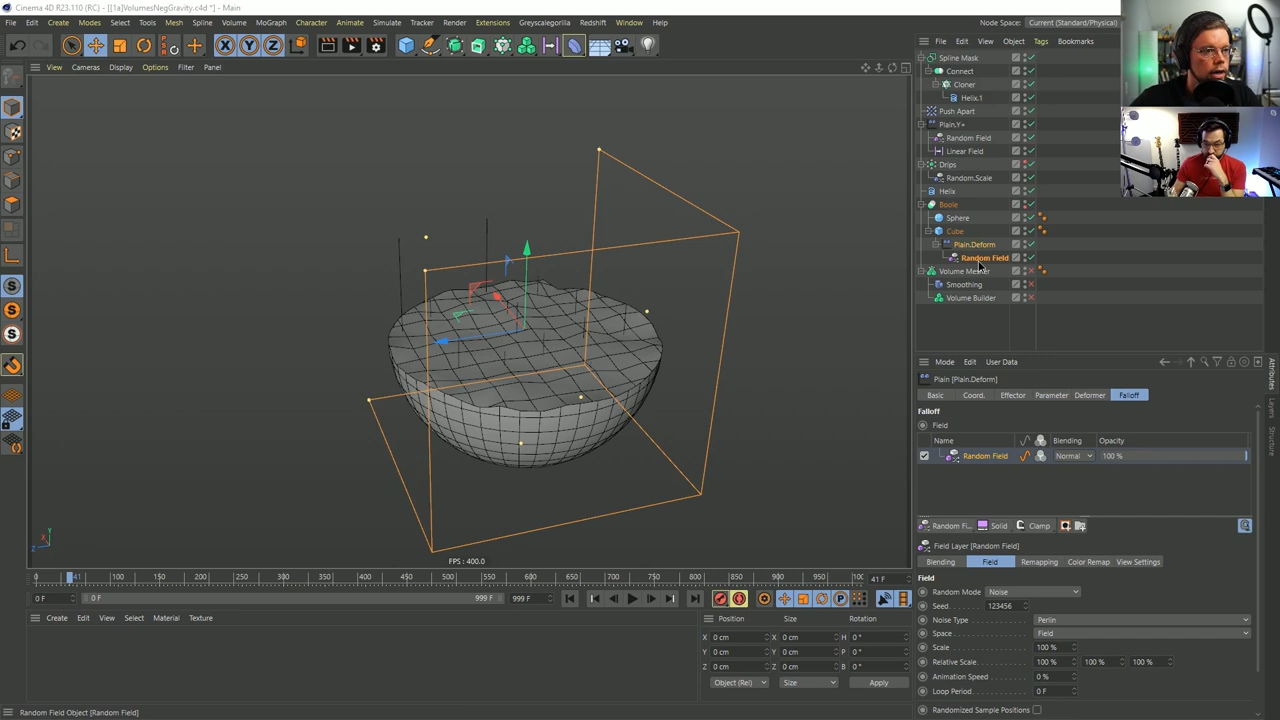 Cinema 4D R23.110 (RC) - [[1a]VolumesNegGravity.c4d *] - Main
File Edit Create Modes Select Tools Mesh Spline Volume MoGraph Character Animate Simulate Tracker Render Extensions Greyscalegorilla Redshift Window Help
Node Space: Current (Standard/Physical)
X Y Z
File Edit View Object Tags Bookmarks
View Cameras Display Options Filter Panel
Spline Mask
Connect
Cloner
Helix.1
Push Apart
Plain.Y+
Random Field
Linear Field
Drips
Random.Scale
Helix
Boole
Sphere
Cube
Plain.Deform
Random Field
Smoothing
Volume Builder
Mode Edit User Data
Plain [Plain.Deform]
Basic Coord. Effector Parameter Deformer Falloff
Falloff
Field
Name Blending Opacity
Random Field Normal 100 %
Random Fi... Solid Clamp
Field Layer [Random Field]
Blending Field Remapping Color Remap View Settings
Field
Random Mode Noise
Seed 123456
Noise Type Perlin
Space Field
Scale 100 %
Relative Scale 100 % 100 % 100 %
Animation Speed 0 %
Loop Period 0 F
Randomized Sample Positions
Attributes
Layers
Structure
FPS : 400.0
0 41 100 150 200 250 300 350 400 450 500 550 600 650 700 750 800 850 900 950 100 41 F
0 F 0 F 999 F 999 F
Create Edit View Select Material Texture
Position Size Rotation
X 0 cm X 0 cm H 0 °
Y 0 cm Y 0 cm P 0 °
Z 0 cm Z 0 cm B 0 °
Object (Rel) Size Apply
Random Field Object [Random Field]